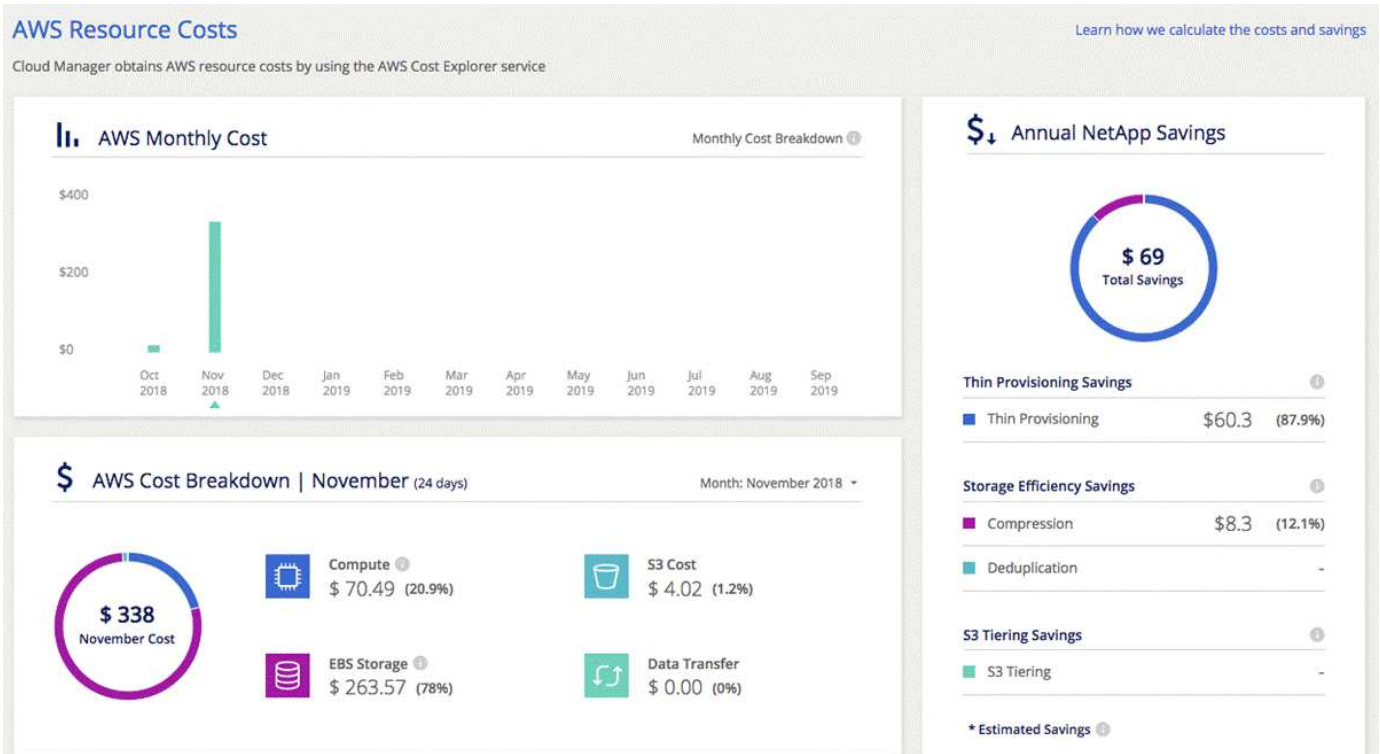 AWS Resource Costs
Learn how we calculate the costs and savings
Cloud Manager obtains AWS resource costs by using the AWS Cost Explorer service
AWS Monthly Cost
Monthly Cost Breakdown
$400
$200
$0
Oct Nov Dec Jan Feb Mar Apr May Jun Jul Aug Sep
2018 2018 2018 2019 2019 2019 2019 2019 2019 2019 2019 2019
$ AWS Cost Breakdown | November (24 days)
Month: November 2018
$ 338
November Cost
Compute
$ 70.49 (20.9%)
S3 Cost
$ 4.02 (1.2%)
EBS Storage
$ 263.57 (78%)
Data Transfer
$ 0.00 (0%)
$ Annual NetApp Savings
$ 69
Total Savings
Thin Provisioning Savings
Thin Provisioning $60.3 (87.9%)
Storage Efficiency Savings
Compression $8.3 (12.1%)
Deduplication -
S3 Tiering Savings
S3 Tiering -
* Estimated Savings